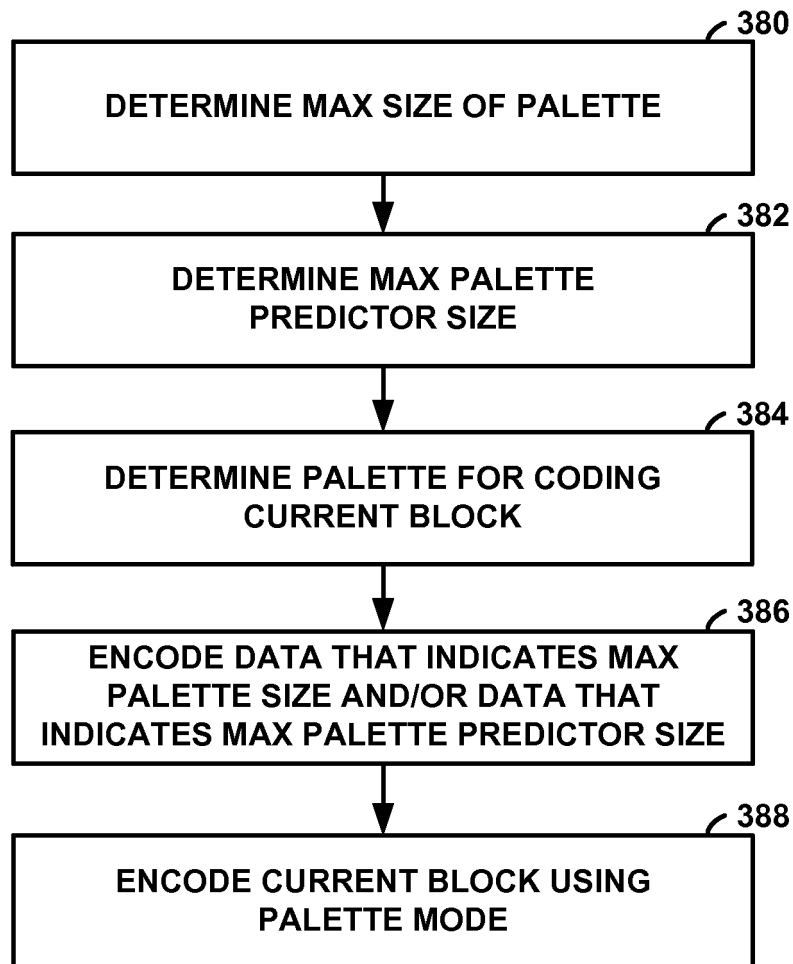 380
DETERMINE MAX SIZE OF PALETTE
382
DETERMINE MAX PALETTE
PREDICTOR SIZE
384
DETERMINE PALETTE FOR CODING
CURRENT BLOCK
386
ENCODE DATA THAT INDICATES MAX
PALETTE SIZE AND/OR DATA THAT
INDICATES MAX PALETTE PREDICTOR SIZE
388
ENCODE CURRENT BLOCK USING
PALETTE MODE